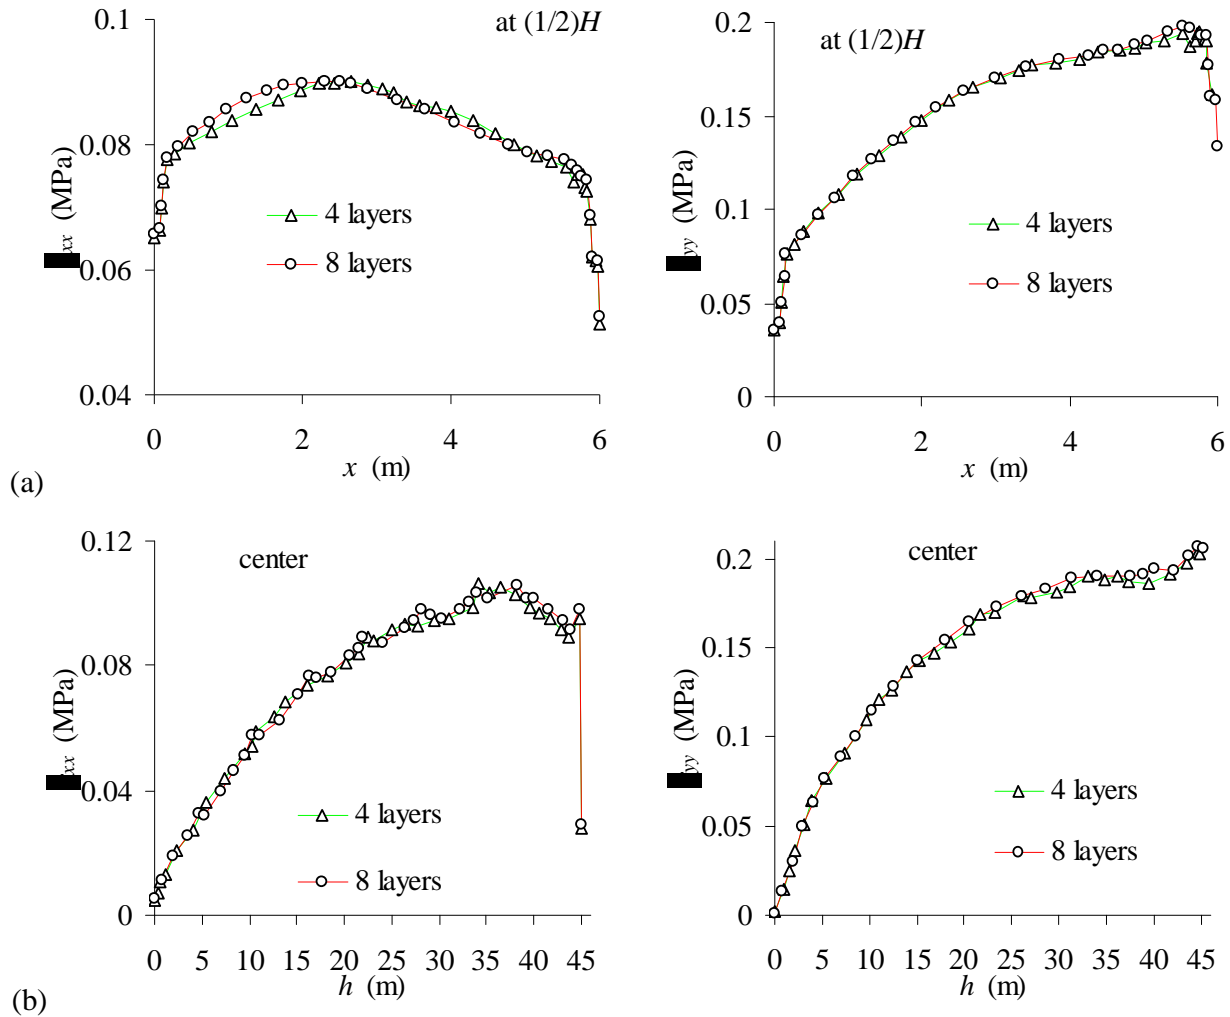 at (1/2)H
0.1
0.08
0.06
0.04
xx (MPa)
4 layers
8 layers
0 2 4 6
x (m)
at (1/2)H
0.2
0.15
0.1
0.05
0
yy (MPa)
4 layers
8 layers
0 2 4 6
x (m)
(a)
center
0.12
0.08
0.04
0
xx (MPa)
4 layers
8 layers
0 5 10 15 20 25 30 35 40 45
h (m)
center
0.2
0.15
0.1
0.05
0
yy (MPa)
4 layers
8 layers
0 5 10 15 20 25 30 35 40 45
h (m)
(b)